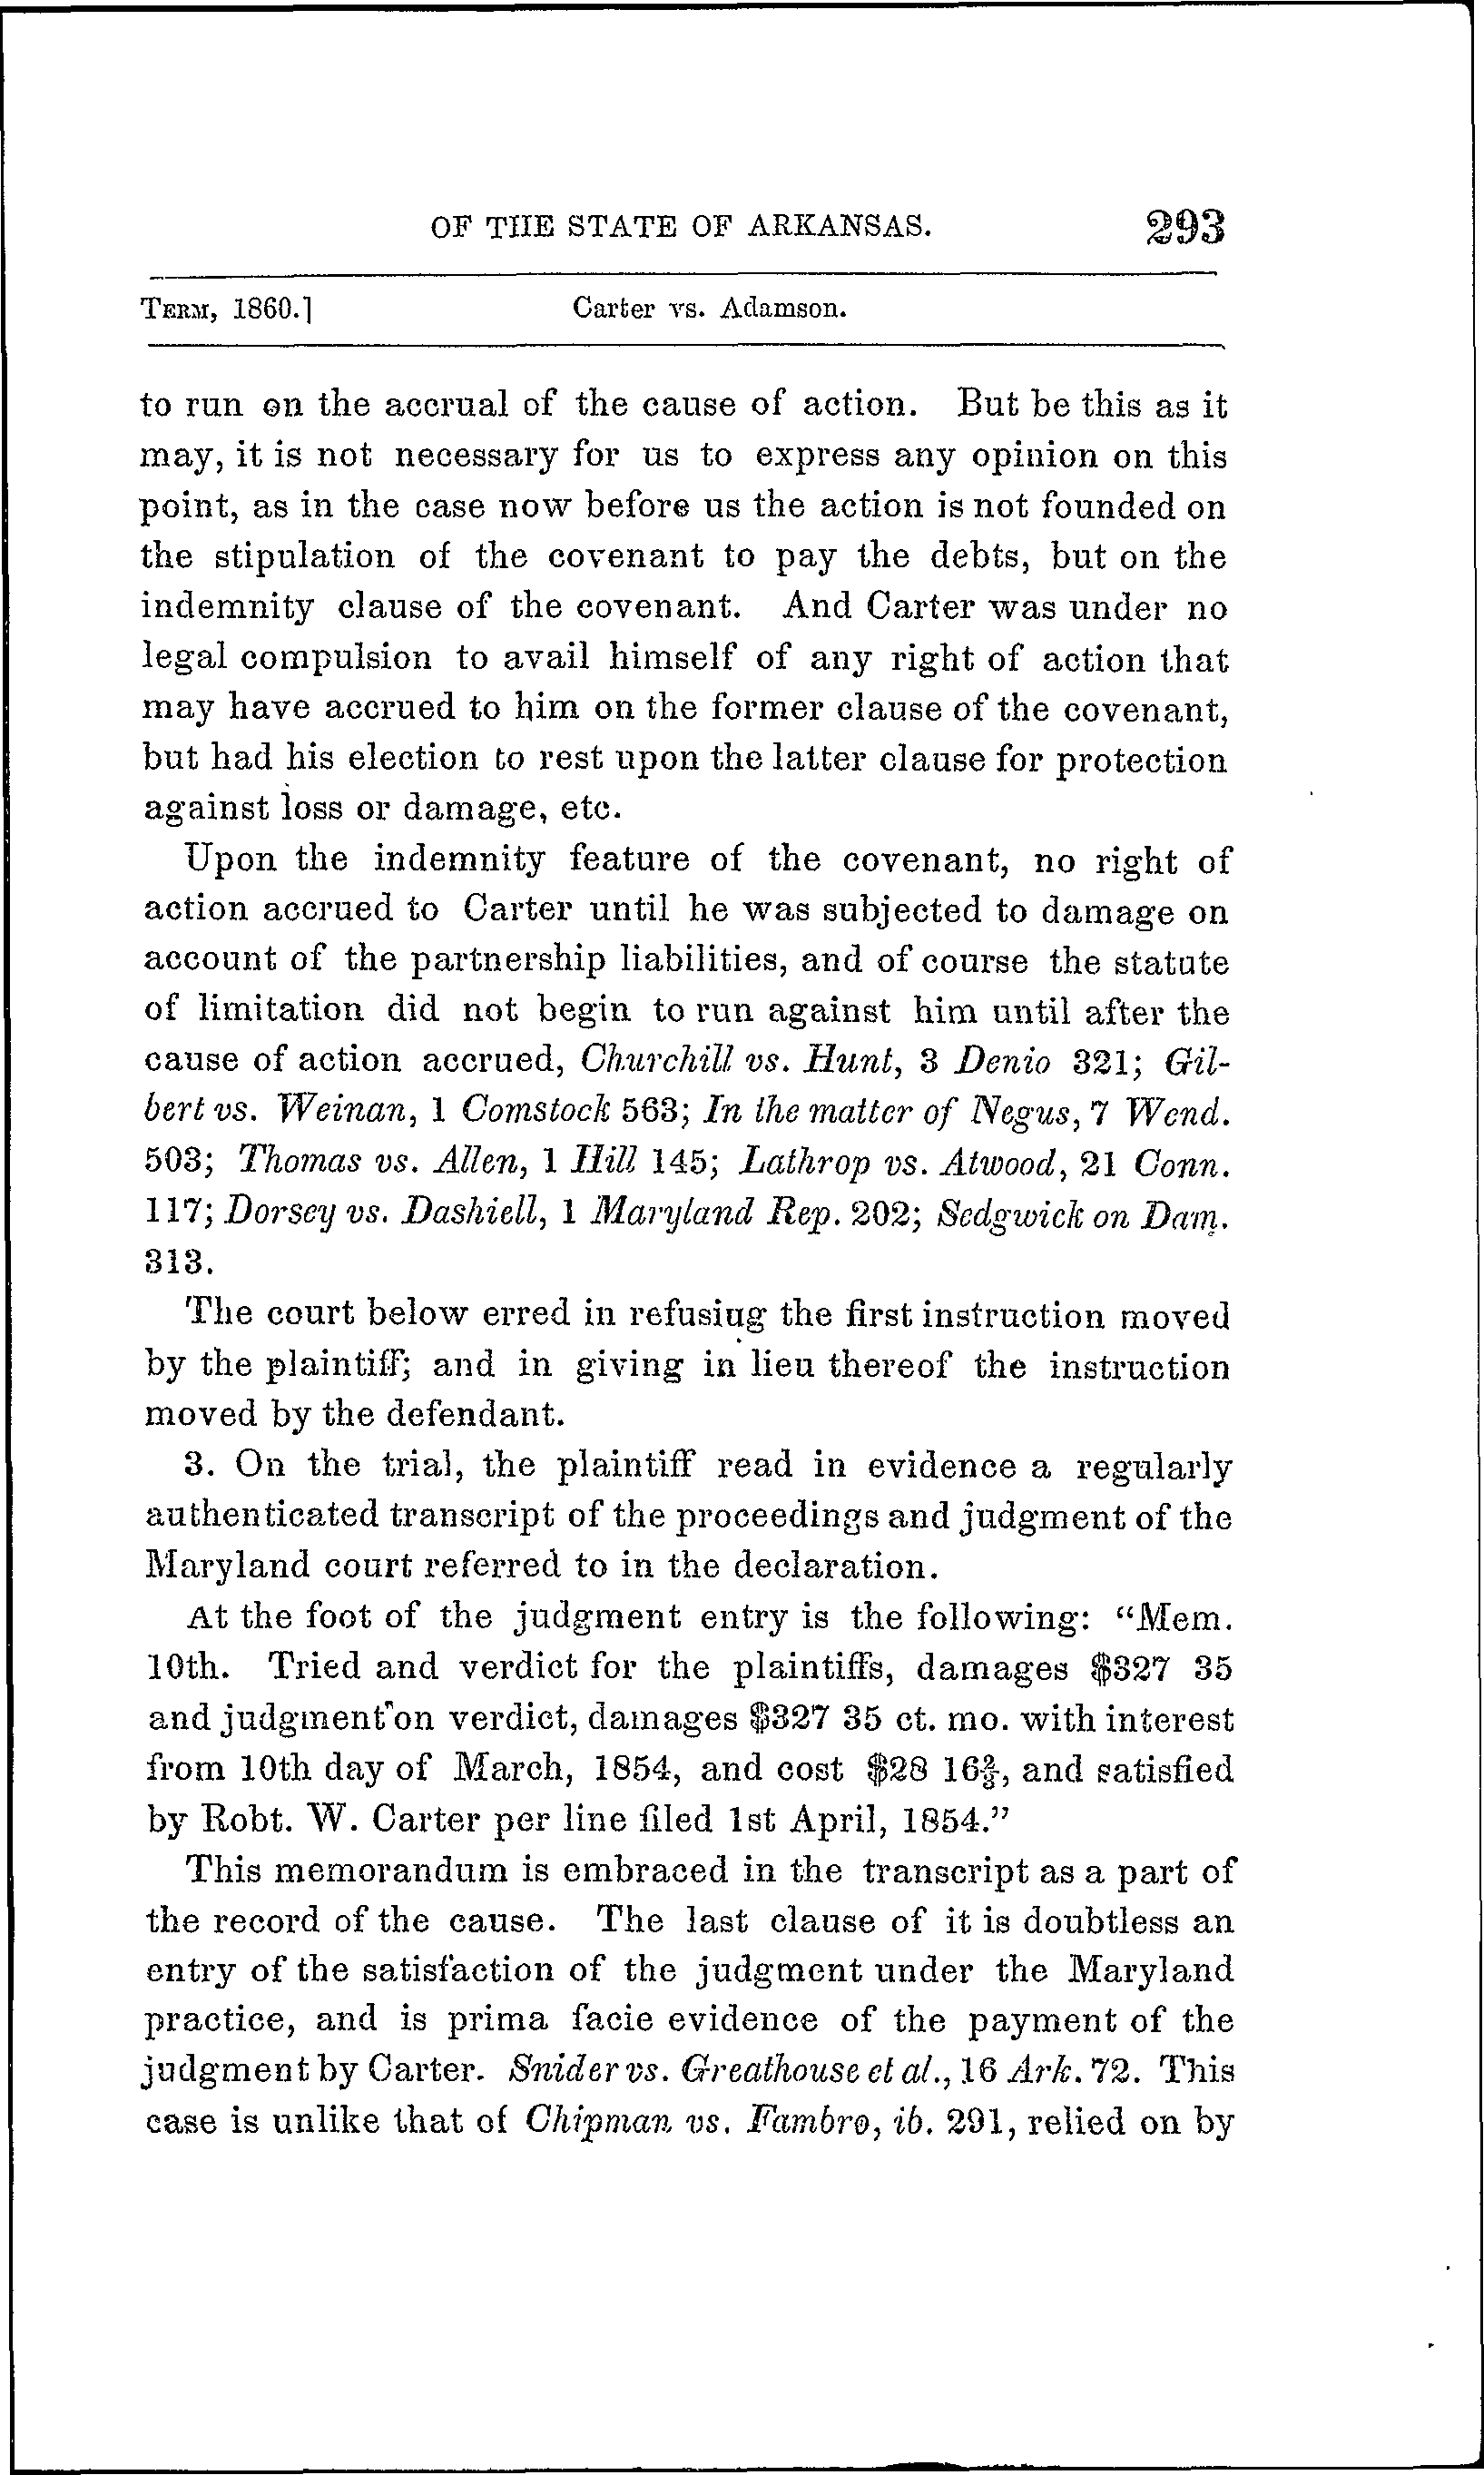 OF THE STATE OF ARKANSAS. 293
TERM, 1860.] Carter vs. Adamson.
to run on the accrual of the cause of action. But be this as it
may, it is not necessary for us to express any opinion on this
point, as in the case now before us the action is not founded on
the stipulation of the covenant to pay the debts, but on the
indemnity clause of the covenant. And Carter was under no
legal compulsion to avail himself of any right of action that
may have accrued to him on the former clause of the covenant,
but had his election to rest upon the latter clause for protection
against loss or damage, etc.
Upon the indemnity feature of the covenant, no right of
action accrued to Carter until he was subjected to damage on
account of the partnership liabilities, and of course the statute
of limitation did not begin to run against him until after the
cause of action accrued, Churchill vs. Hunt, 3 Denio 321; Gil-
bert vs. Weinan, 1 Comstock 563; In the matter of Negus, 7 Wend.
503; Thomas vs. Allen, 1 Hill 145; Lathrop vs. Atwood, 21 Conn.
117; Dorsey vs. Dashiell, 1 Maryland Rep. 202; Sedgwick on Dam.
313.
The court below erred in refusing the first instruction moved
by the plaintiff; and in giving in lieu thereof the instruction
moved by the defendant.
3. On the trial, the plaintiff read in evidence a regularly
authenticated transcript of the proceedings and judgment of the
Maryland court referred to in the declaration.
At the foot of the judgment entry is the following: "Mem.
10th. Tried and verdict for the plaintiffs, damages $327 35
and judgment on verdict, damages $327 35 ct. mo. with interest
from 10th day of March, 1854, and cost $28 16⅔, and satisfied
by Robt. W. Carter per line filed 1st April, 1854."
This memorandum is embraced in the transcript as a part of
the record of the cause. The last clause of it is doubtless an
entry of the satisfaction of the judgment under the Maryland
practice, and is prima facie evidence of the payment of the
judgment by Carter. Snider vs. Greathouse et al., 16 Ark. 72. This
case is unlike that of Chipman vs. Fambro, ib. 291, relied on by